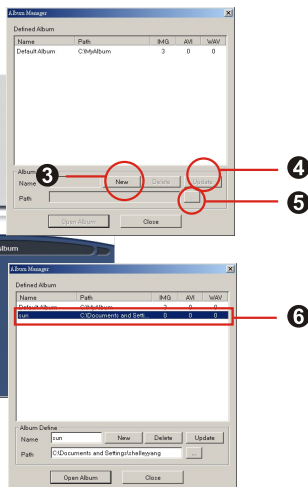 Album Manager
Defined Album
Name Path IMG AVI WAV
Default Album C:\MyAlbum 3 0 0
Album
3 4
Name New Delete Update
5
Path ...
Open Album Close
lbum
Album Manager
Defined Album
Name Path IMG AVI WAV
Default Album C:\MyAlbum 3 0 0
sun C:\Documents and Setti... 0 0 0 6
Album Define
Name sun New Delete Update
Path C:\Documents and Settings\shelleyyang ...
Open Album Close